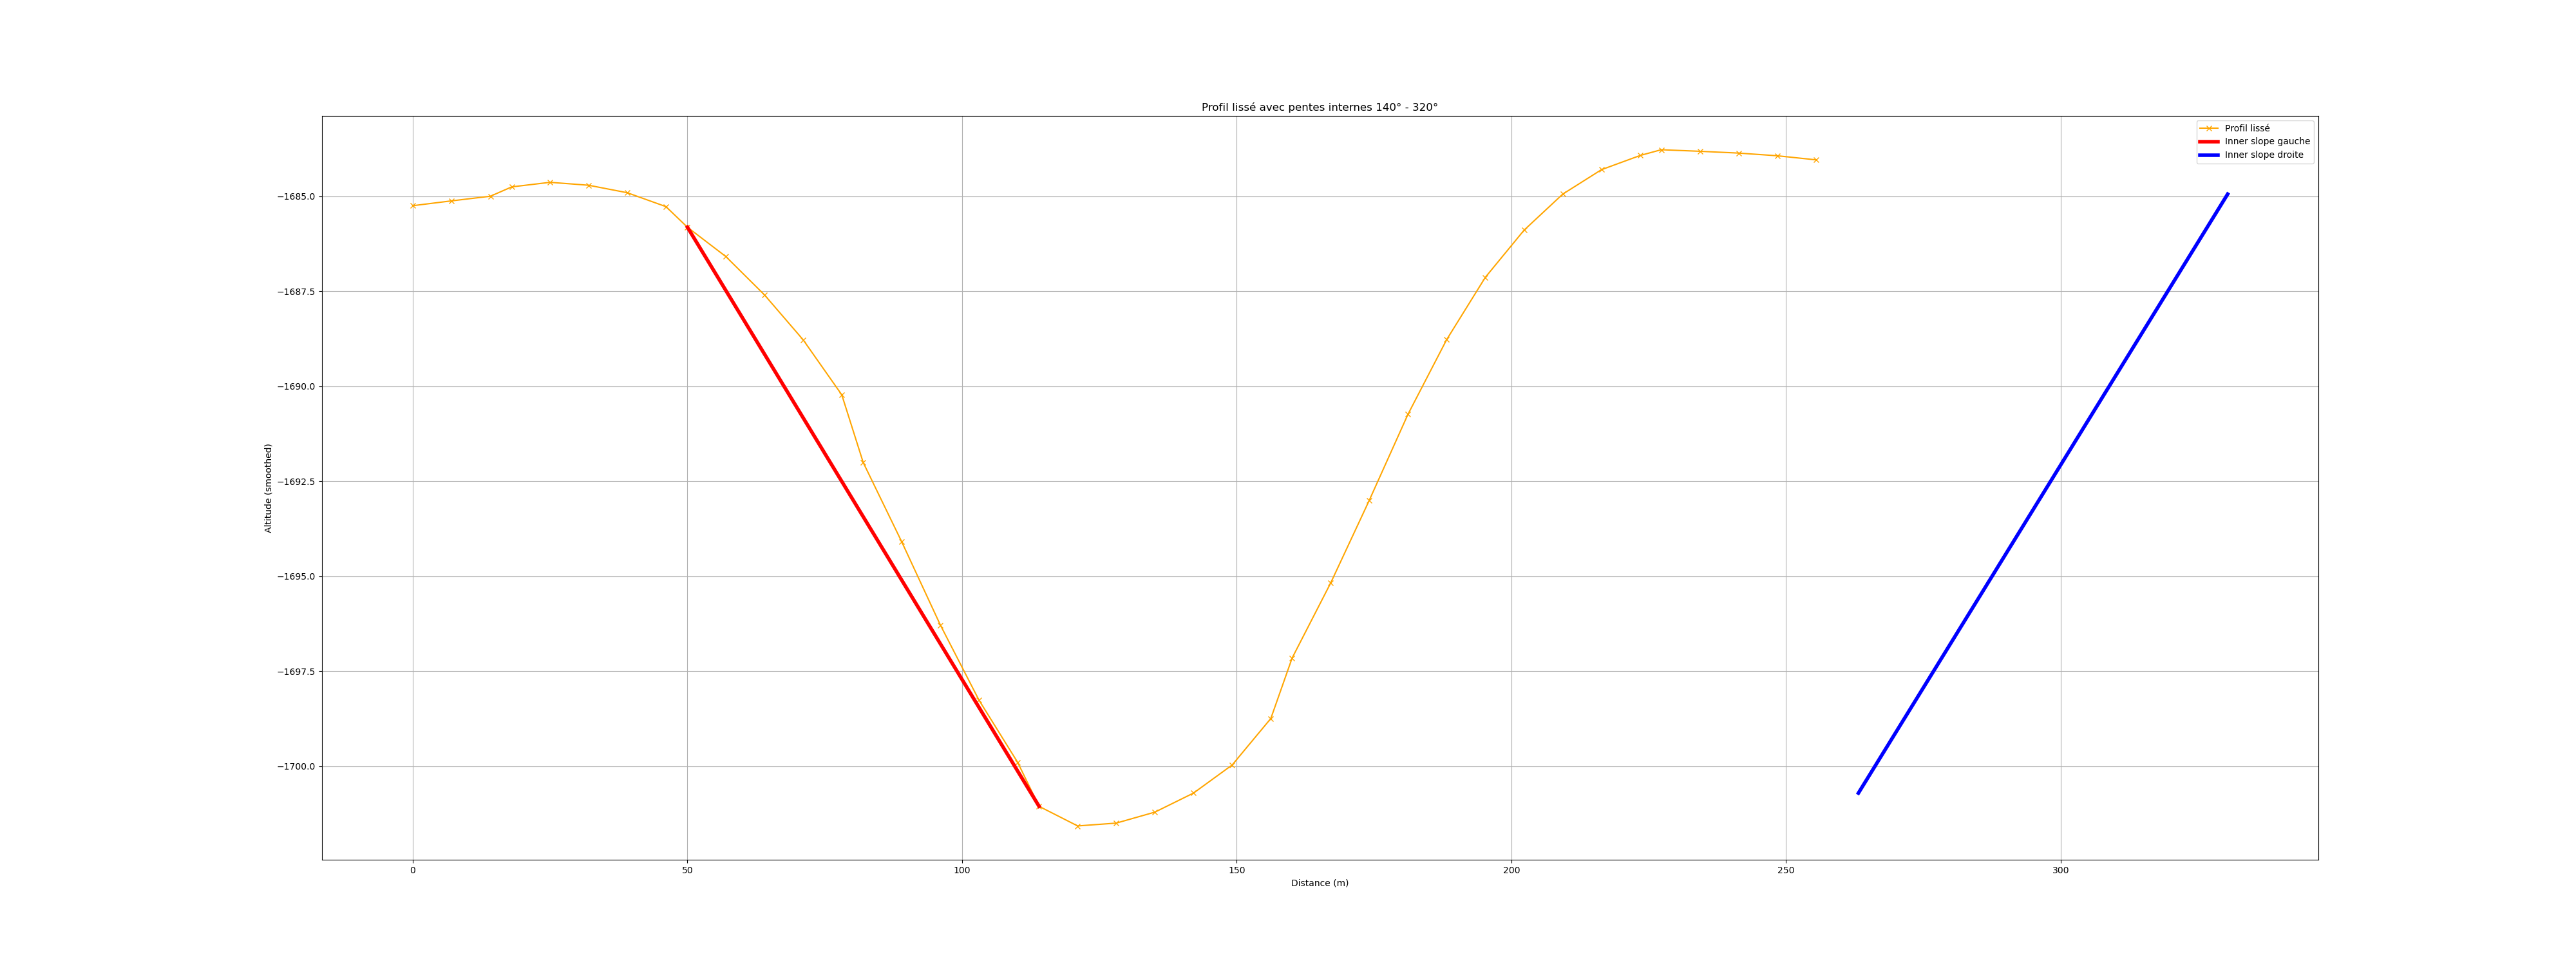 Profil lissé avec pentes internes 140° - 320°
Profil lissé
Inner slope gauche
Inner slope droite
−1685.0
−1687.5
−1690.0
−1692.5
−1695.0
−1697.5
−1700.0
Altitude (smoothed)
0 50 100 150 200 250 300
Distance (m)